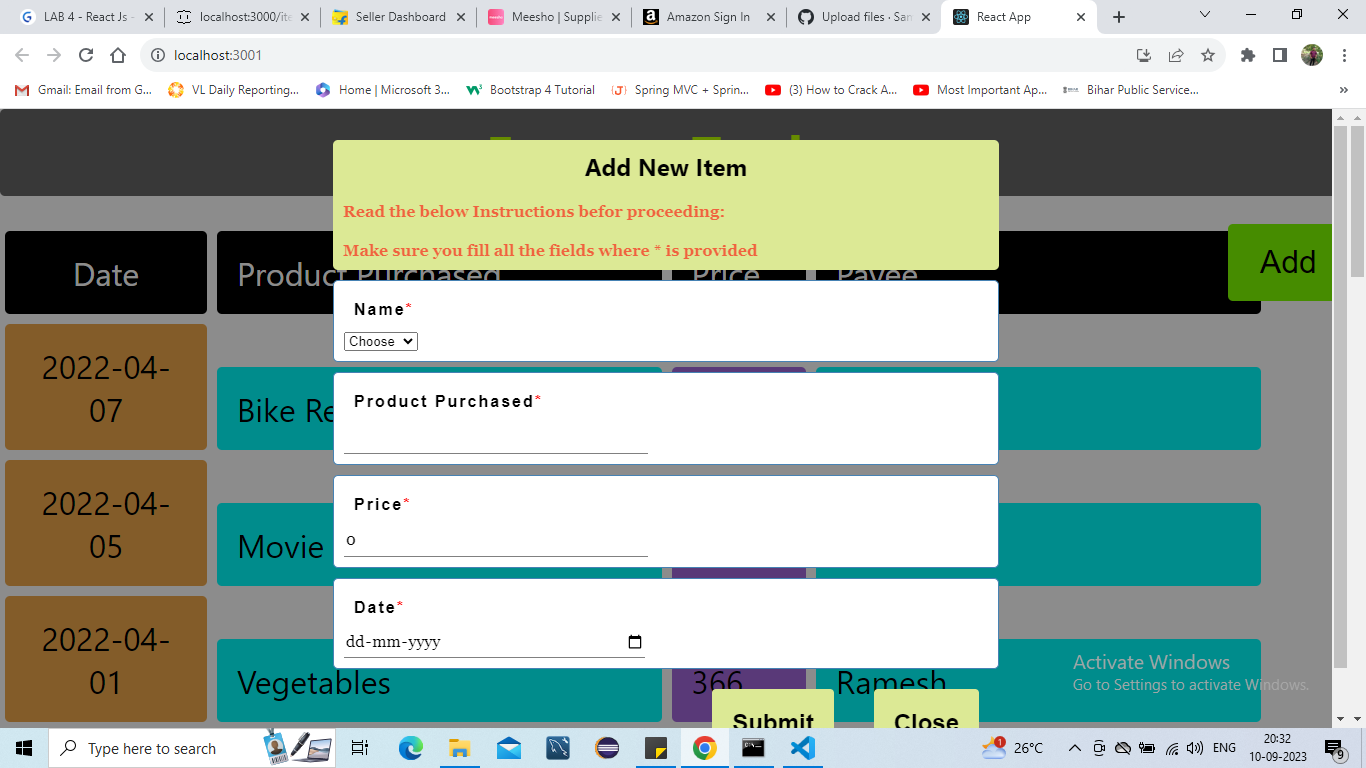 LAB 4 - React Js -
localhost:3000/ite
Seller Dashboard
Meesho | Supplie
Amazon Sign In
Upload files · San
React App
localhost:3001
Gmail: Email from G...
VL Daily Reporting...
Home | Microsoft 3...
Bootstrap 4 Tutorial
Spring MVC + Sprin...
(3) How to Crack A...
Most Important Ap...
Bihar Public Service...
Add New Item
Read the below Instructions befor proceeding:
Make sure you fill all the fields where * is provided
Date
Product Purchased
Price
Payee
Add
Name*
Choose
2022-04-07
Bike Re
Product Purchased*
Price*
0
2022-04-05
Movie
Date*
dd-mm-yyyy
2022-04-01
Vegetables
366
Ramesh
Activate Windows
Go to Settings to activate Windows.
Submit
Close
Type here to search
1
26°C
ENG
20:32
10-09-2023
9